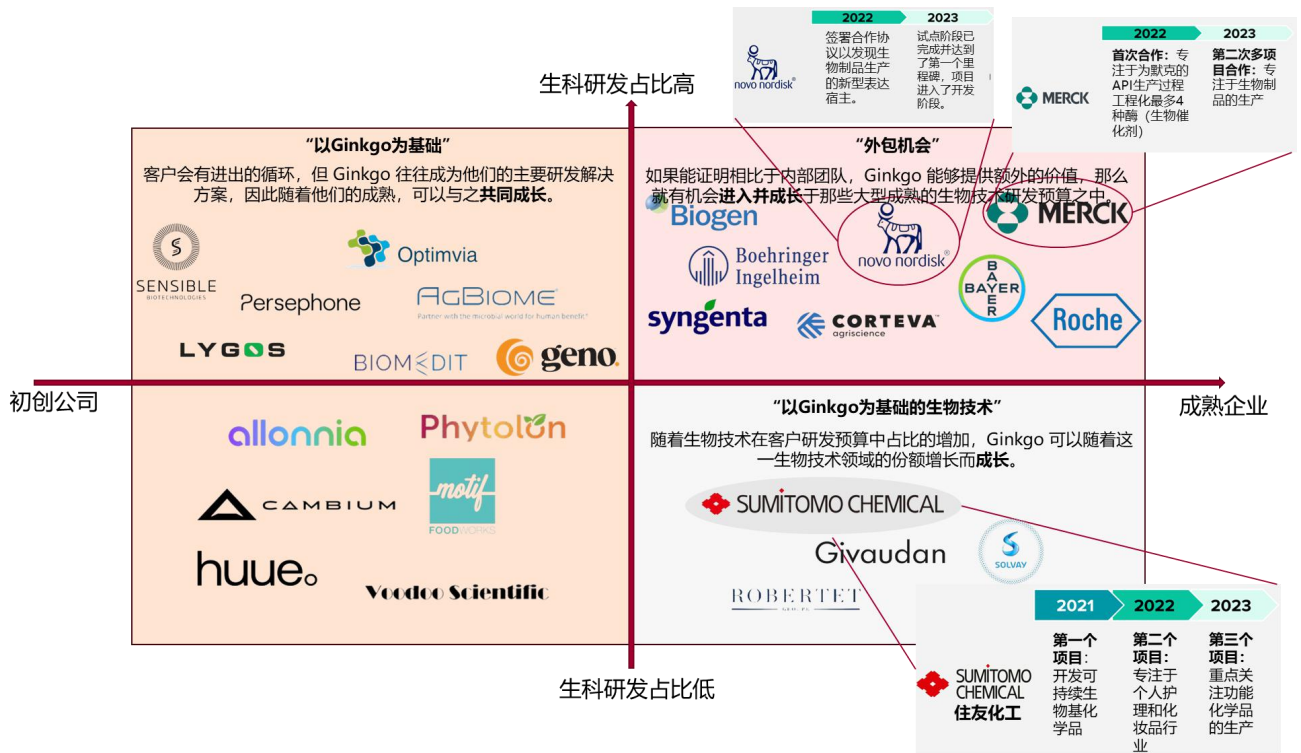 2022
2023
签署合作协
议以发现生
物制品生产
的新型表达
宿主。
试点阶段已
完成并达到
了第一个里
程碑，项目
进入了开发
阶段。
novo nordisk®
2022
2023
首次合作：专
注于为默克的
API生产过程
工程化最多4
种酶（生物催
化剂）
第二次多项
目合作：专
注于生物制
品的生产
MERCK
生科研发占比高
“以Ginkgo为基础”
客户会有进出的循环，但 Ginkgo 往往成为他们的主要研发解决
方案，因此随着他们的成熟，可以与之共同成长。
SENSIBLE
BIOTECHNOLOGIES
Optimvia
Persephone
AGBIOME®
Partner with the microbial world for human benefit.®
LYGOS
BIOMEDIT
geno.
“外包机会”
如果能证明相比于内部团队，Ginkgo 能够提供额外的价值，那么
就有机会进入并成长于那些大型成熟的生物技术研发预算之中。
Biogen
novo nordisk®
MERCK
Boehringer
Ingelheim
BAYER
BAYER
syngenta
CORTEVA™
agriscience
Roche
初创公司
成熟企业
allonnia
Phytolon
CAMBIUM
motif
FOODWORKS
huue.
Voodoo Scientific
“以Ginkgo为基础的生物技术”
随着生物技术在客户研发预算中占比的增加，Ginkgo 可以随着这
一生物技术领域的份额增长而成长。
SUMITOMO CHEMICAL
Givaudan
SOLVAY
ROBERTET
GROUPE
生科研发占比低
2021
2022
2023
SUMITOMO
CHEMICAL
住友化工
第一个
项目：
开发可
持续生
物基化
学品
第二个
项目：
专注于
个人护
理和化
妆品行
业
第三个
项目：
重点关
注功能
化学品
的生产